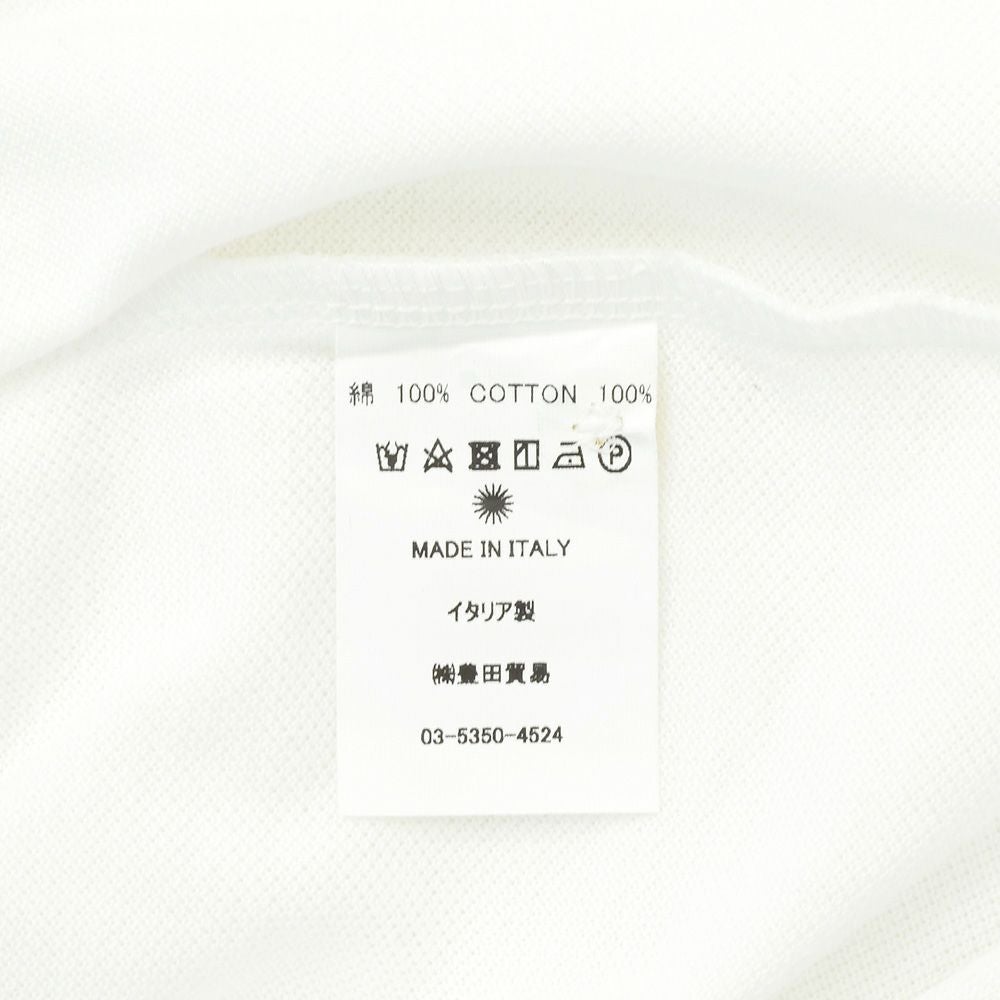 綿 100% COTTON 100%
P
MADE IN ITALY
イタリア製
㈱豊田貿易
03-5350-4524